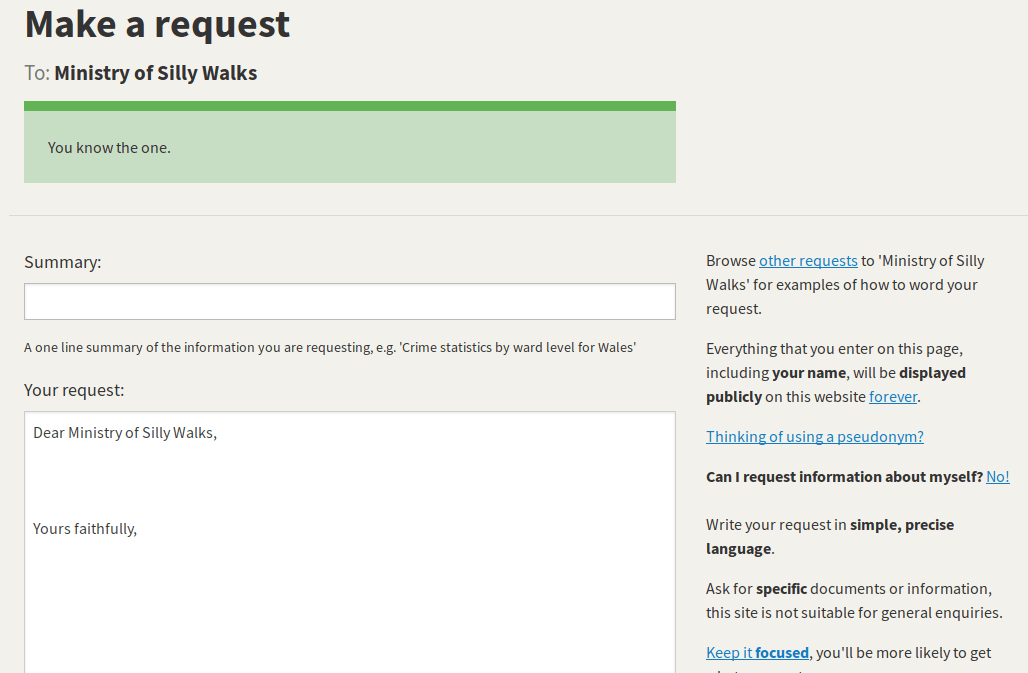 Make a request
To: Ministry of Silly Walks
You know the one.
Summary:
A one line summary of the information you are requesting, e.g. 'Crime statistics by ward level for Wales'
Your request:
Dear Ministry of Silly Walks,
Yours faithfully,
Browse other requests to 'Ministry of Silly
Walks' for examples of how to word your
request.
Everything that you enter on this page,
including your name, will be displayed
publicly on this website forever.
Thinking of using a pseudonym?
Can I request information about myself? No!
Write your request in simple, precise
language.
Ask for specific documents or information,
this site is not suitable for general enquiries.
Keep it focused, you'll be more likely to get